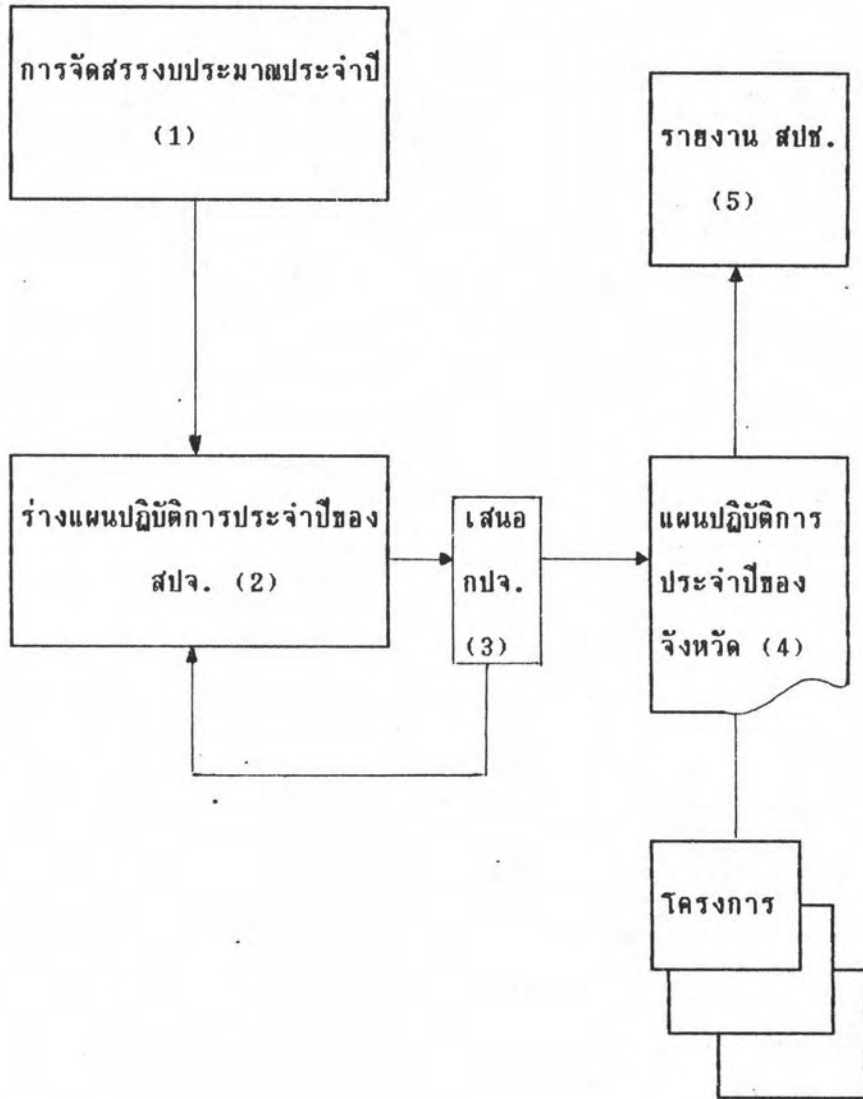 การจัดสรรงบประมาณประจำปี
(1)
ร่างแผนปฏิบัติการประจำปีของ
สปจ. (2)
เสนอ
กปจ.
(3)
แผนปฏิบัติการ
ประจำปีของ
จังหวัด (4)
รายงาน สปช.
(5)
โครงการ